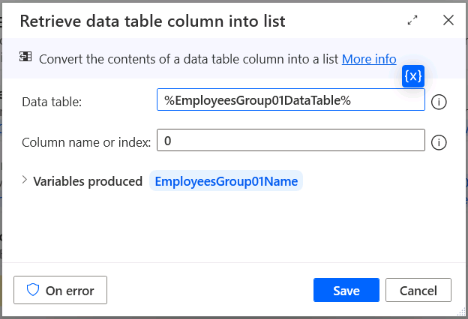 Retrieve data table column into list
Convert the contents of a data table column into a list More info
{x}
Data table: %EmployeesGroup01DataTable%
Column name or index: 0
Variables produced EmployeesGroup01Name
On error Save Cancel